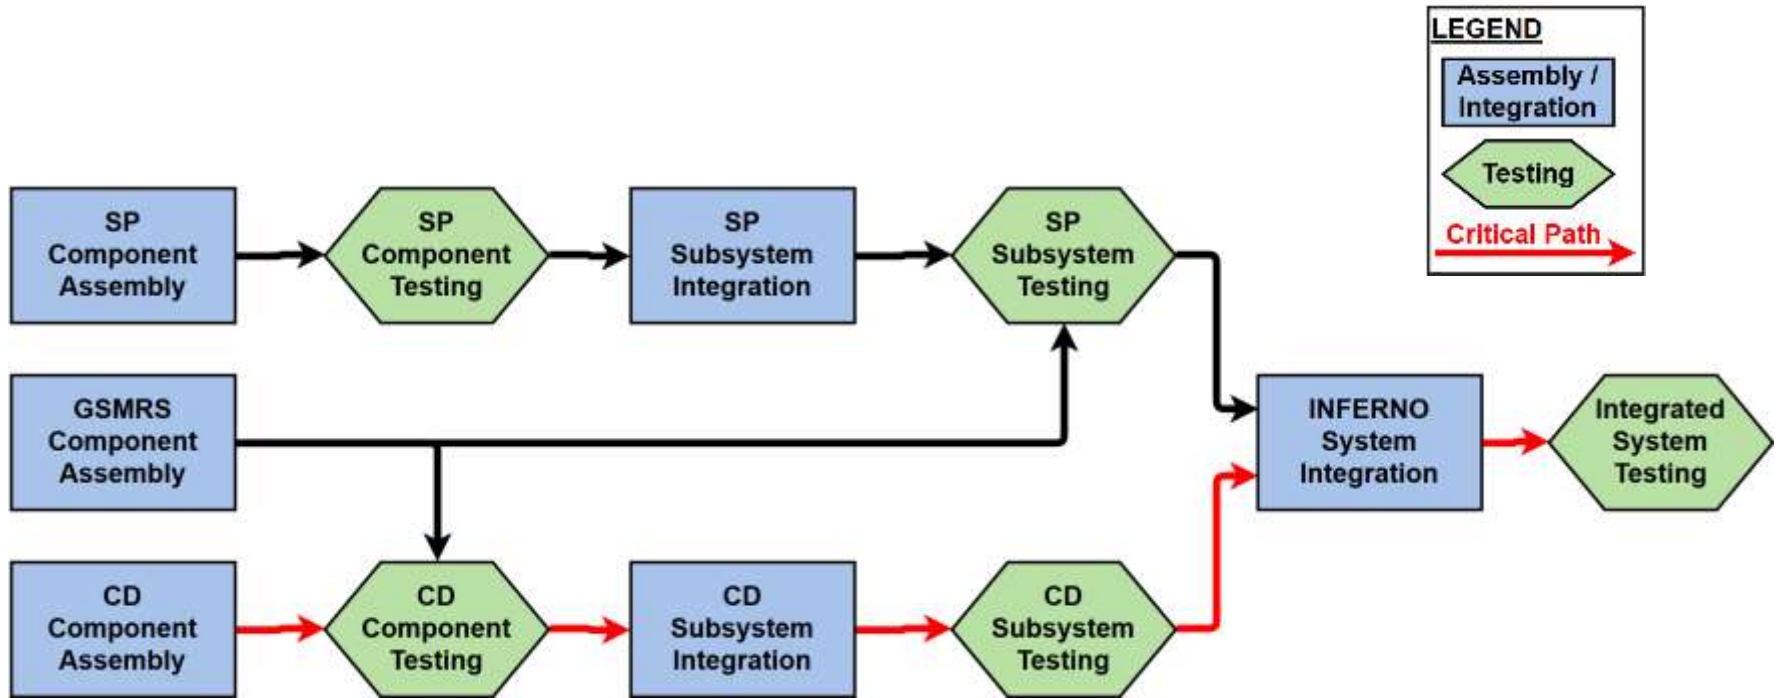 LEGEND
Assembly /
Integration
Testing
Critical Path
SP
Component
Assembly
SP
Component
Testing
SP
Subsystem
Integration
SP
Subsystem
Testing
GSMRS
Component
Assembly
INFERNO
System
Integration
Integrated
System
Testing
CD
Component
Assembly
CD
Component
Testing
CD
Subsystem
Integration
CD
Subsystem
Testing